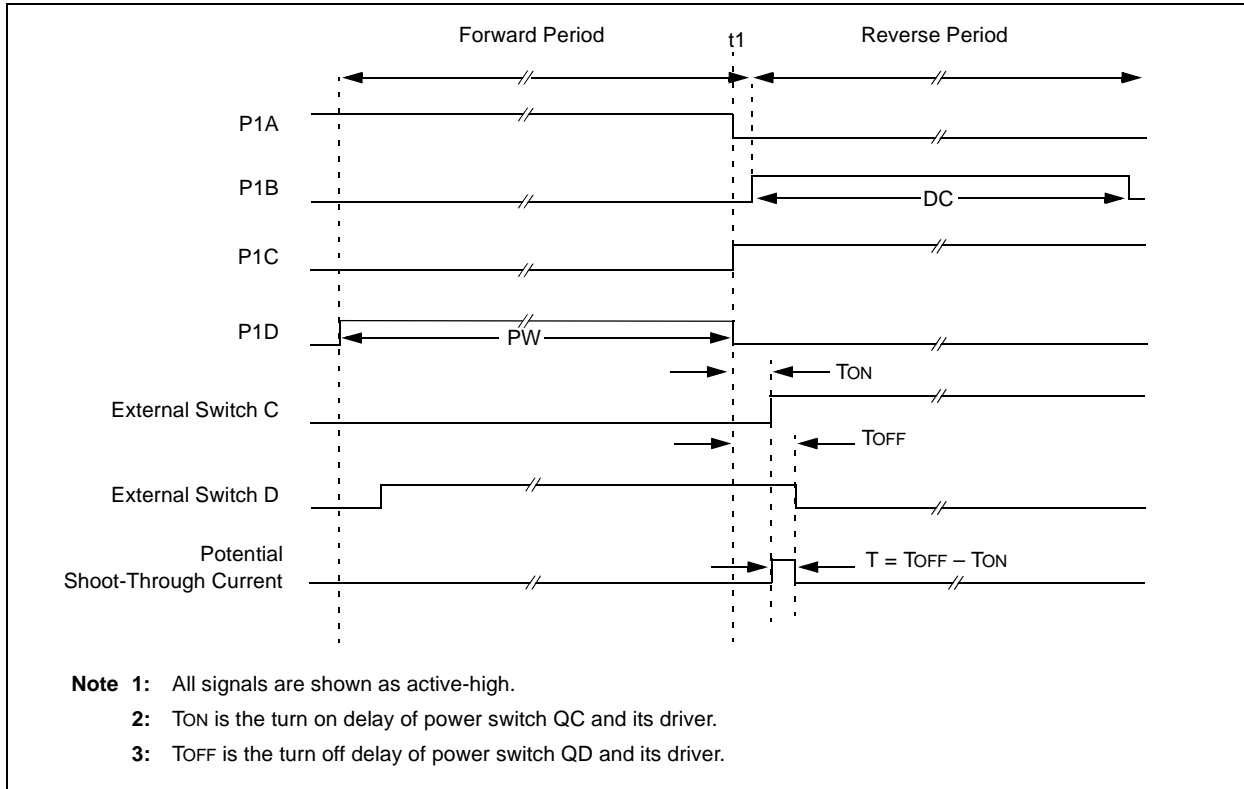 Forward Period
t1
Reverse Period
P1A
P1B
DC
P1C
P1D
PW
TON
External Switch C
TOFF
External Switch D
Potential
Shoot-Through Current
T = TOFF – TON
Note 1: All signals are shown as active-high.
2: TON is the turn on delay of power switch QC and its driver.
3: TOFF is the turn off delay of power switch QD and its driver.